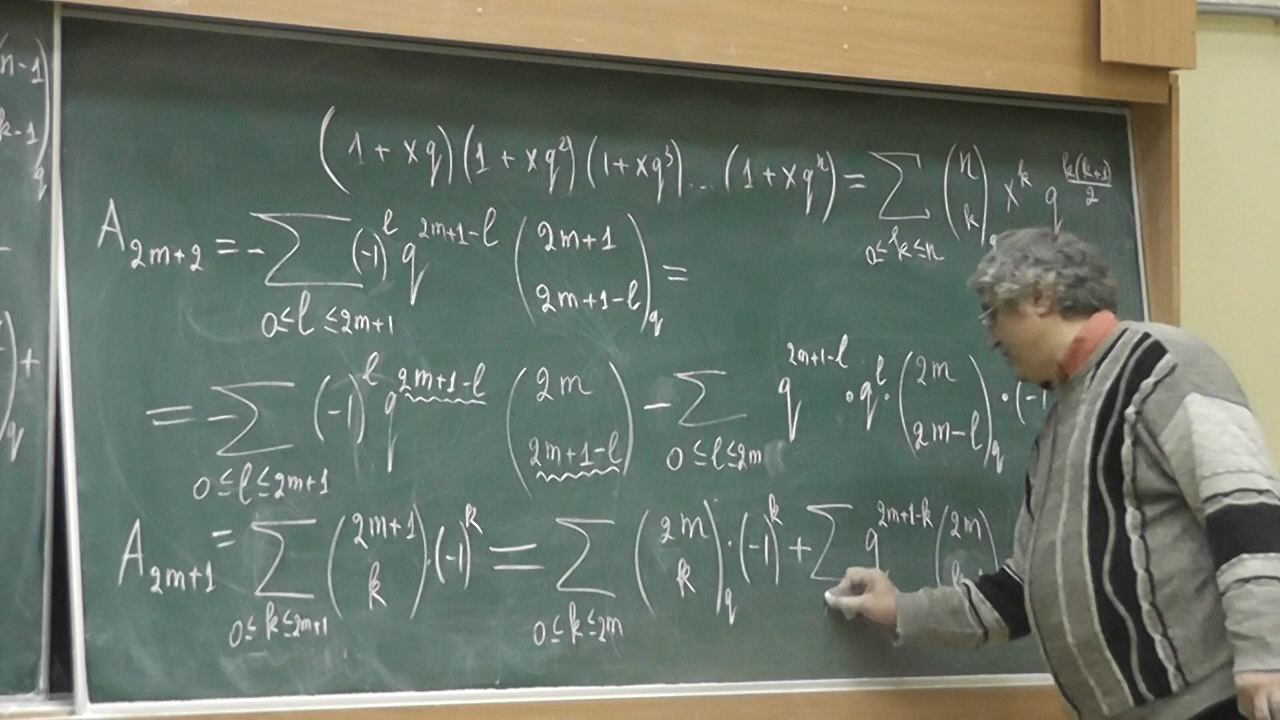 n-1
k-1 q
(1 + xq)(1 + xq²)(1 + xq³)...(1 + xqⁿ) = ∑_{0≤k≤n} (n k)_q x^k q^{k(k+1)/2}
A_{2m+2} = -∑_{0≤l≤2m+1} (-1)^l q^{2m+1-l} (2m+1 2m+1-l)_q =
) + q
= -∑_{0≤l≤2m+1} (-1)^l q^{2m+1-l} (2m 2m+1-l) - ∑_{0≤l≤2m} q^{2m+1-l} · q^l · (2m 2m-l)_q · (-1
A_{2m+1} = ∑_{0≤k≤2m+1} (2m+1 k) · (-1)^k = ∑_{0≤k≤2m} (2m k)_q · (-1)^k + ∑ q^{2m+1-k} (2m